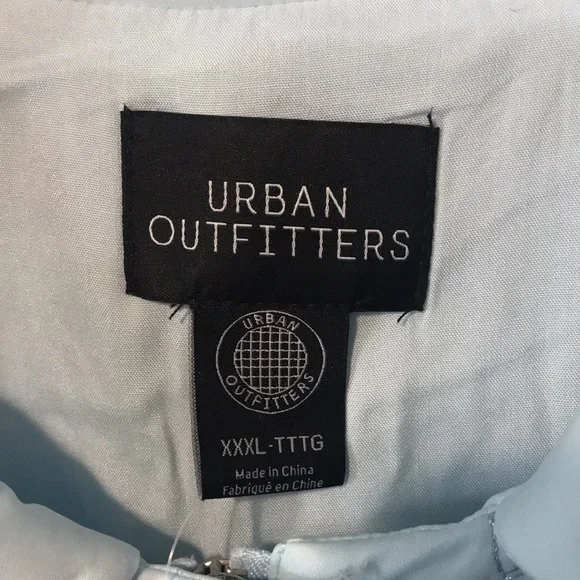 URBAN
OUTFITTERS
URBAN
OUTFITTERS
XXXL-TTTG
Made in China
Fabriqué en Chine